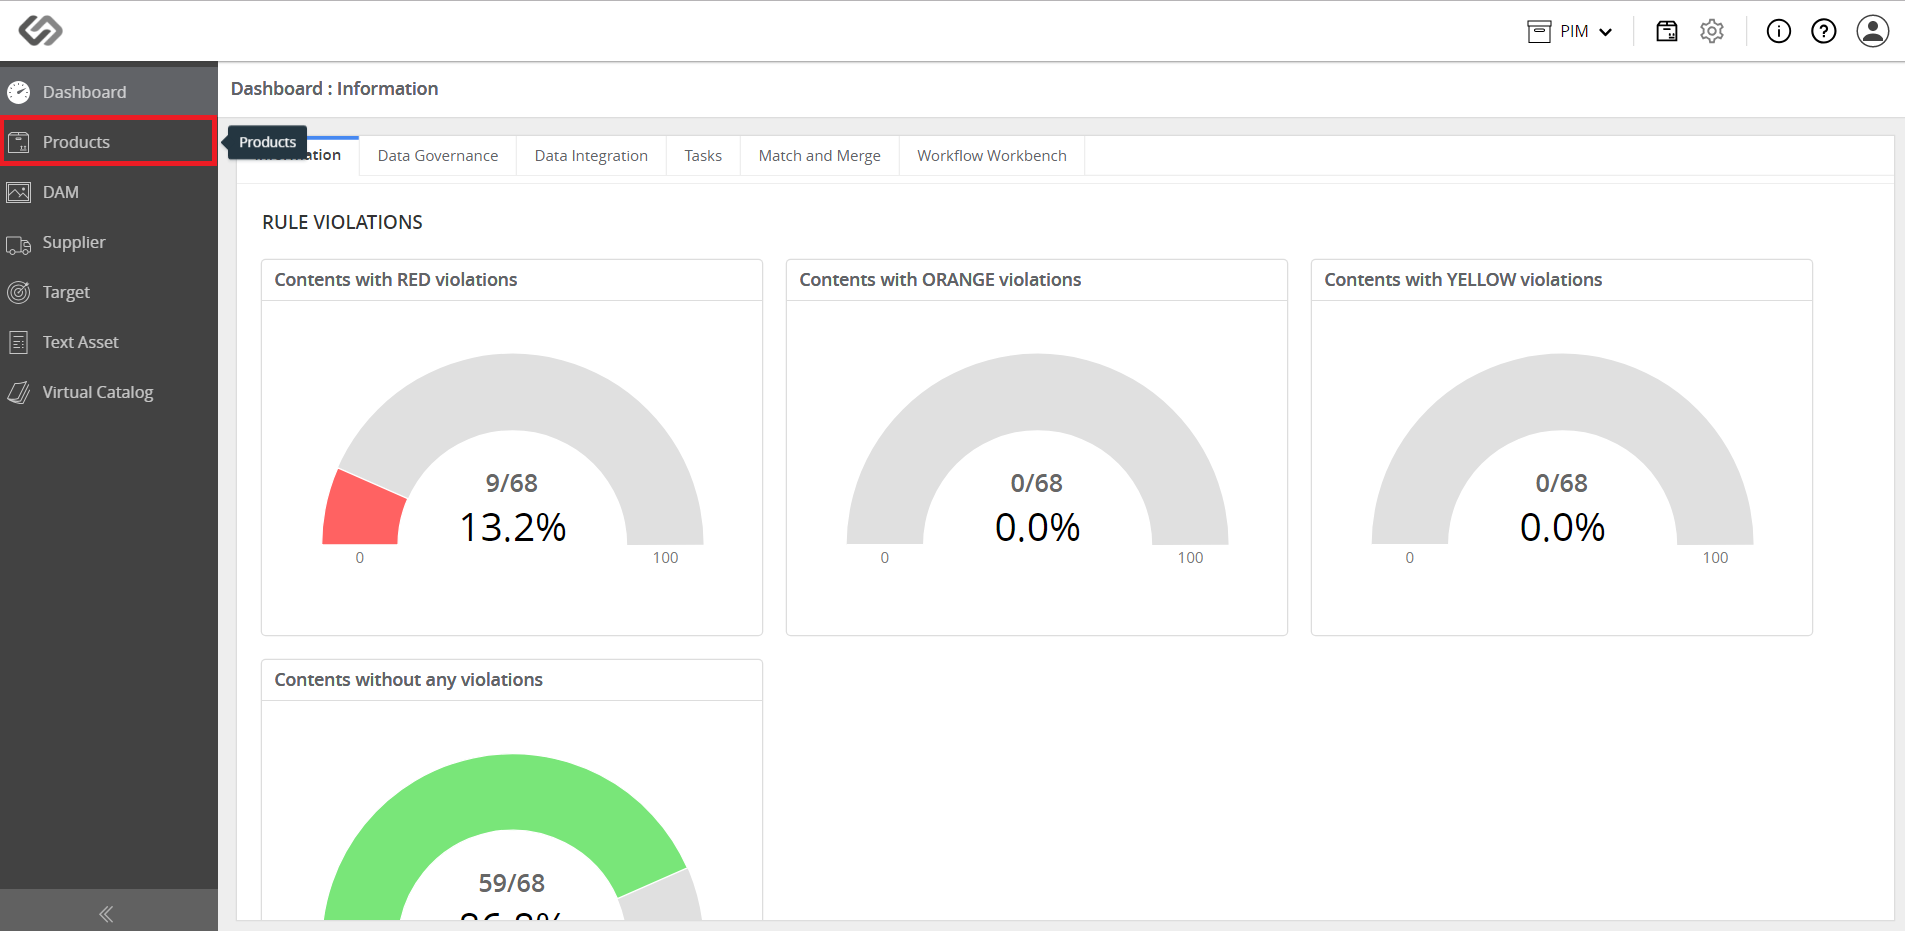 PIM
Dashboard
Products
DAM
Supplier
Target
Text Asset
Virtual Catalog
Dashboard : Information
Products
Data Governance
Data Integration
Tasks
Match and Merge
Workflow Workbench
RULE VIOLATIONS
Contents with RED violations
9/68
13.2%
0 100
Contents with ORANGE violations
0/68
0.0%
0 100
Contents with YELLOW violations
0/68
0.0%
0 100
Contents without any violations
59/68